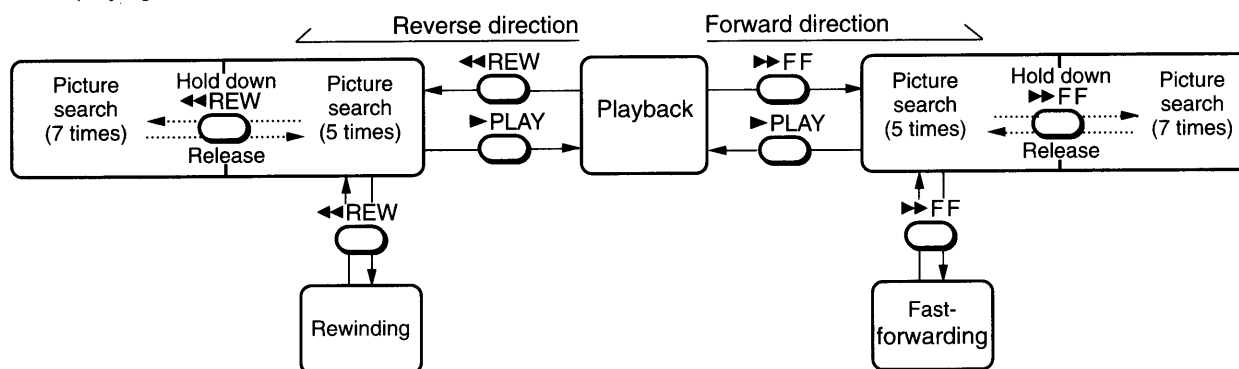 Reverse direction
Forward direction
Picture search (7 times)
Hold down
◀◀REW
Release
Picture search (5 times)
◀◀REW
▶PLAY
Playback
▶▶FF
▶PLAY
Picture search (5 times)
Hold down
▶▶FF
Release
Picture search (7 times)
◀◀REW
▶▶FF
Rewinding
Fast-
forwarding